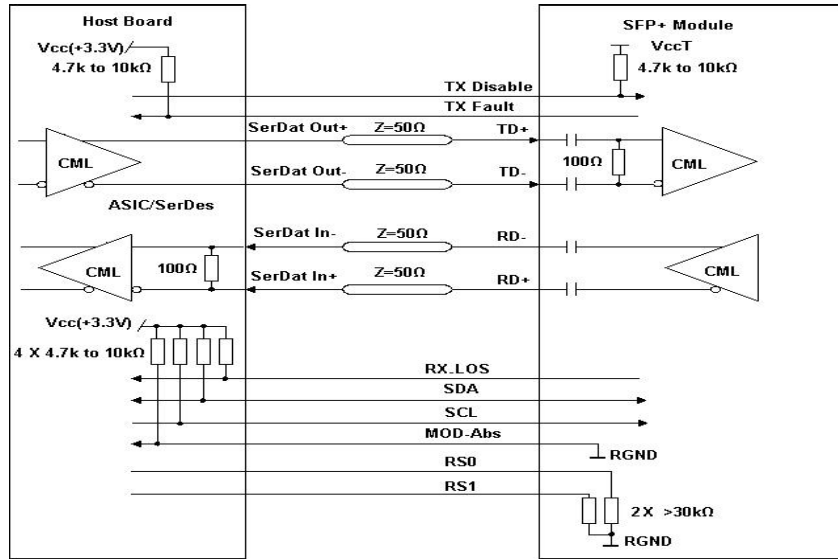 Host Board
SFP+ Module
Vcc(+3.3V)
4.7k to 10kΩ
VccT
4.7k to 10kΩ
TX Disable
TX Fault
SerDat Out+
Z=50Ω
TD+
CML
100Ω
CML
SerDat Out-
Z=50Ω
TD-
ASIC/SerDes
SerDat In-
Z=50Ω
RD-
CML
100Ω
CML
SerDat In+
Z=50Ω
RD+
Vcc(+3.3V)
4 X 4.7k to 10kΩ
RX-LOS
SDA
SCL
MOD-Abs
RGND
RS0
RS1
2X >30kΩ
RGND